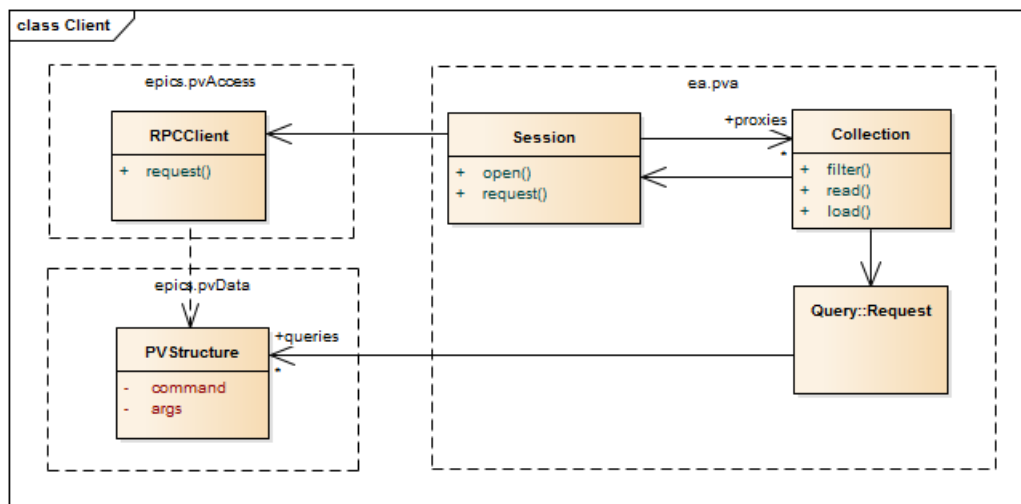 class Client
epics.pvAccess
RPCClient
+ request()
ea.pva
Session
+ open()
+ request()
+proxies
*
Collection
+ filter()
+ read()
+ load()
epics.pvData
PVStructure
- command
- args
+queries
*
Query::Request